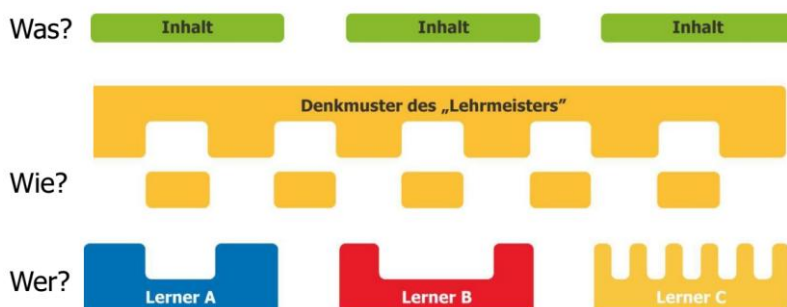 Was?
Inhalt
Inhalt
Inhalt
Denkmuster des „Lehrmeisters”
Wie?
Wer?
Lerner A
Lerner B
Lerner C